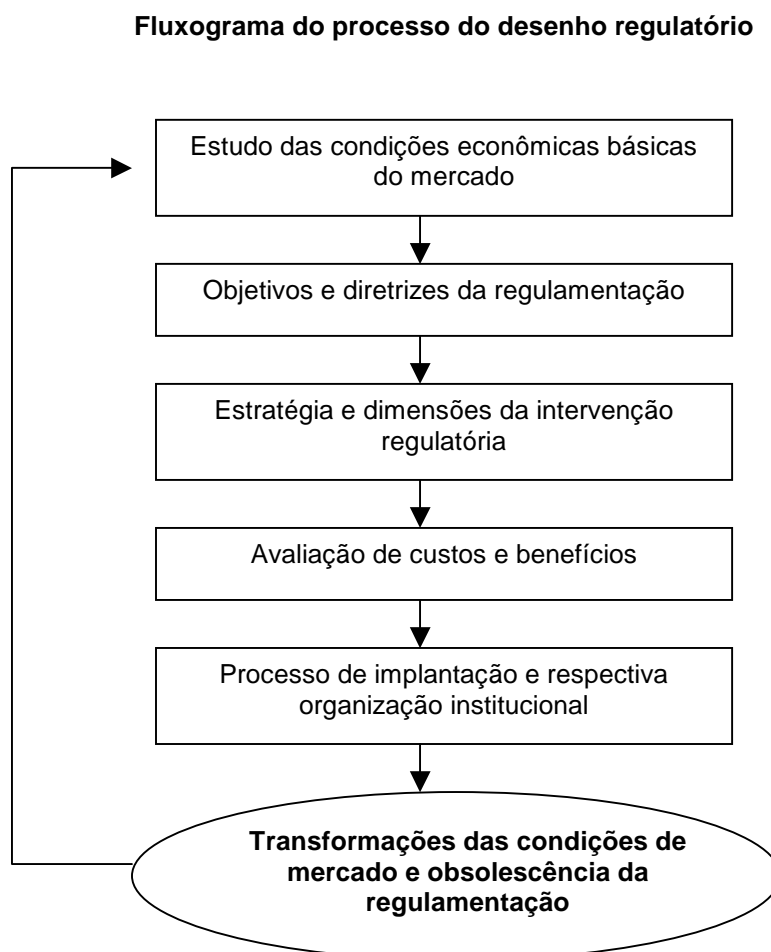 Fluxograma do processo do desenho regulatório
Estudo das condições econômicas básicas
do mercado
Objetivos e diretrizes da regulamentação
Estratégia e dimensões da intervenção
regulatória
Avaliação de custos e benefícios
Processo de implantação e respectiva
organização institucional
Transformações das condições de
mercado e obsolescência da
regulamentação